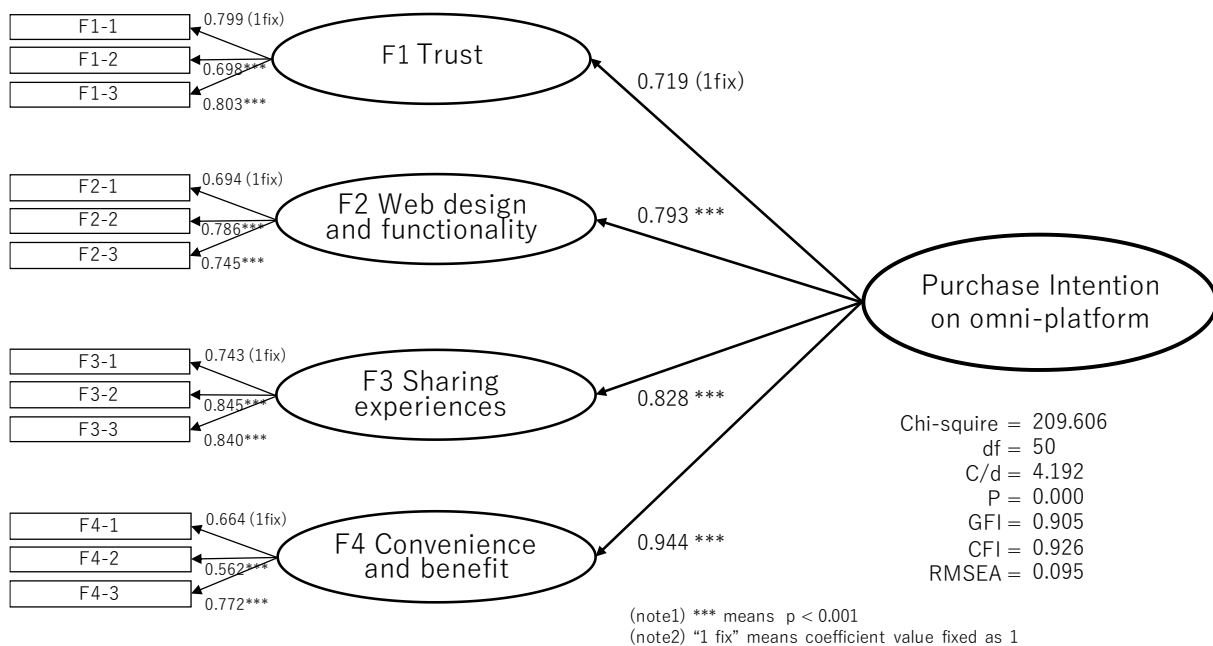 F1-1
F1-2
F1-3
0.799 (1fix)
0.698***
0.803***
F1 Trust
0.719 (1fix)
F2-1
F2-2
F2-3
0.694 (1fix)
0.786***
0.745***
F2 Web design
and functionality
0.793 ***
F3-1
F3-2
F3-3
0.743 (1fix)
0.845***
0.840***
F3 Sharing
experiences
0.828 ***
F4-1
F4-2
F4-3
0.664 (1fix)
0.562***
0.772***
F4 Convenience
and benefit
0.944 ***
Purchase Intention
on omni-platform
Chi-squire = 209.606
df = 50
C/d = 4.192
P = 0.000
GFI = 0.905
CFI = 0.926
RMSEA = 0.095
(note1) *** means p < 0.001
(note2) “1 fix” means coefficient value fixed as 1